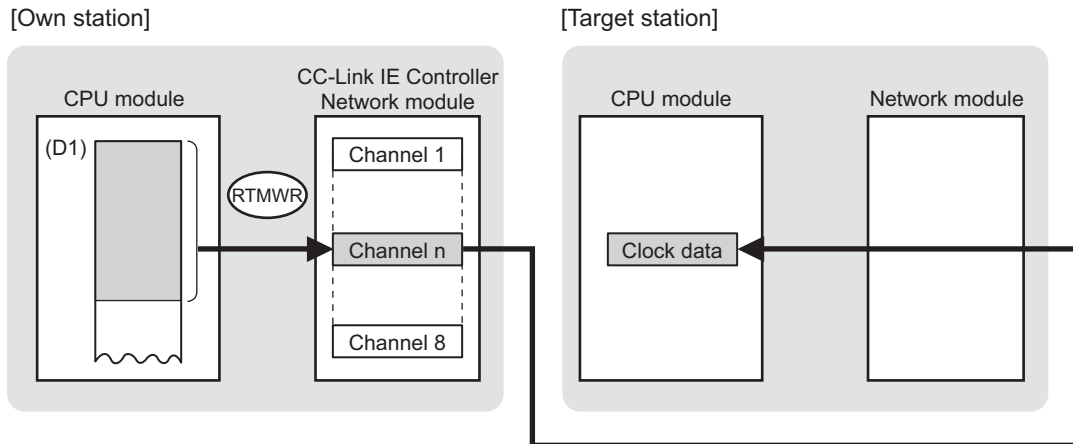 [Own station]
[Target station]
CC-Link IE Controller
Network module
CPU module
CPU module
Network module
(D1)
Channel 1
RTMWR
Channel n
Clock data
Channel 8